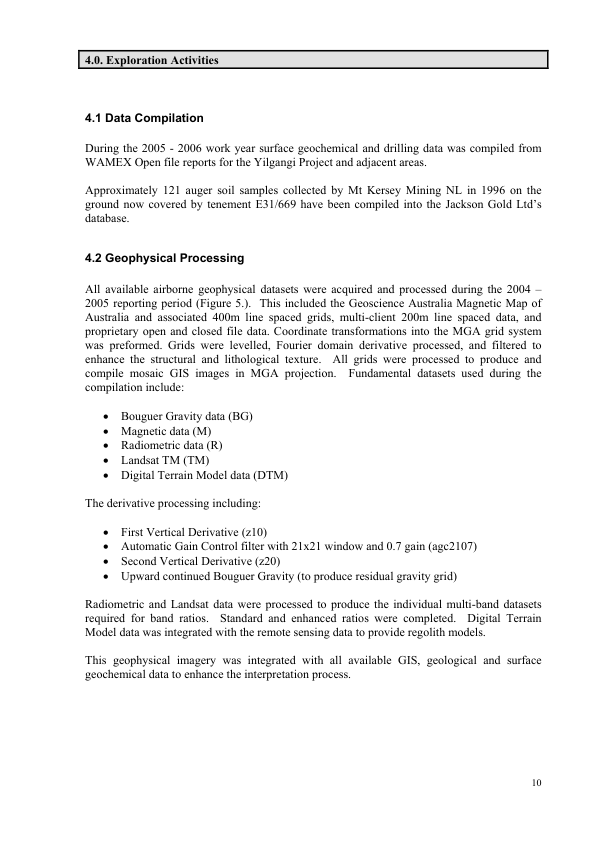 4.0. Exploration Activities
4.1 Data Compilation
During the 2005 - 2006 work year surface geochemical and drilling data was compiled from
WAMEX Open file reports for the Yilgangi Project and adjacent areas.
Approximately 121 auger soil samples collected by Mt Kersey Mining NL in 1996 on the
ground now covered by tenement E31/669 have been compiled into the Jackson Gold Ltd's
database.
4.2 Geophysical Processing
All available airborne geophysical datasets were acquired and processed during the 2004 –
2005 reporting period (Figure 5.).  This included the Geoscience Australia Magnetic Map of
Australia and associated 400m line spaced grids, multi-client 200m line spaced data, and
proprietary open and closed file data. Coordinate transformations into the MGA grid system
was preformed. Grids were levelled, Fourier domain derivative processed, and filtered to
enhance the structural and lithological texture.  All grids were processed to produce and
compile mosaic GIS images in MGA projection.  Fundamental datasets used during the
compilation include:
• Bouguer Gravity data (BG)
• Magnetic data (M)
• Radiometric data (R)
• Landsat TM (TM)
• Digital Terrain Model data (DTM)
The derivative processing including:
• First Vertical Derivative (z10)
• Automatic Gain Control filter with 21x21 window and 0.7 gain (agc2107)
• Second Vertical Derivative (z20)
• Upward continued Bouguer Gravity (to produce residual gravity grid)
Radiometric and Landsat data were processed to produce the individual multi-band datasets
required for band ratios.  Standard and enhanced ratios were completed.  Digital Terrain
Model data was integrated with the remote sensing data to provide regolith models.
This geophysical imagery was integrated with all available GIS, geological and surface
geochemical data to enhance the interpretation process.
10